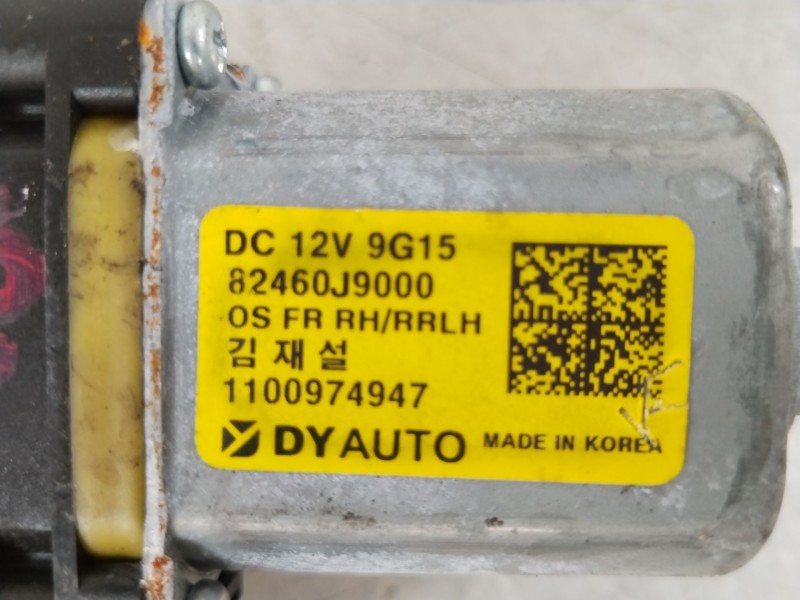 DC 12V 9G15
82460J9000
OS FR RH/RRLH
김재설
1100974947
DYAUTO MADE IN KOREA